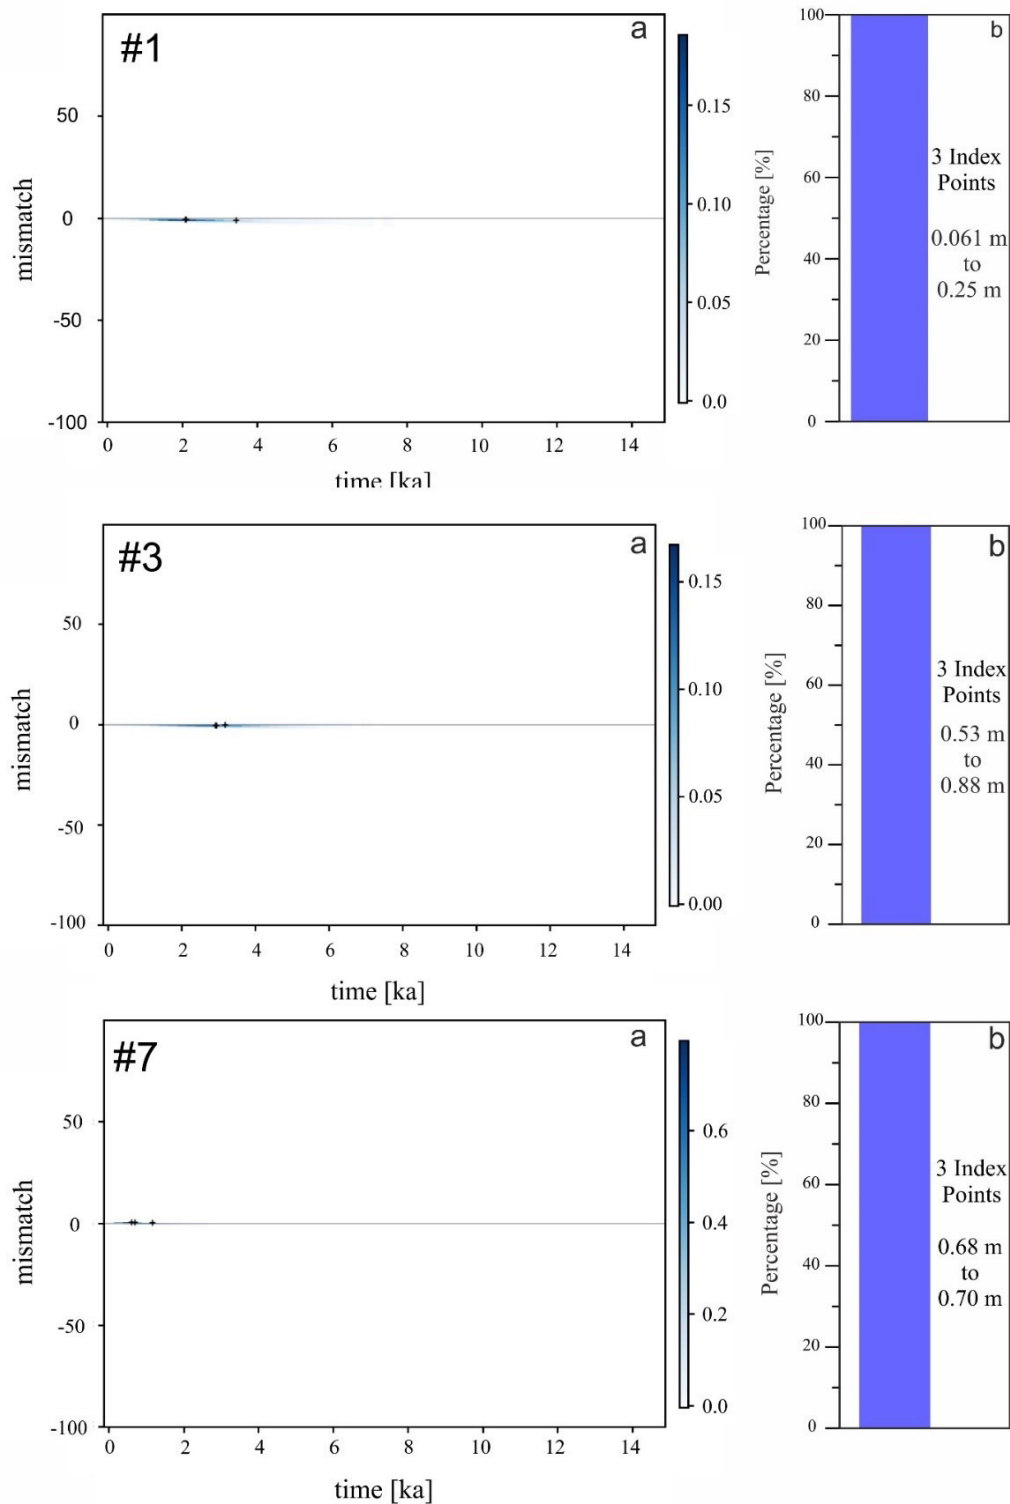 #1
a
mismatch
50
0
-50
-100
0 2 4 6 8 10 12 14
time [ka]
0.15
0.10
0.05
0.0
b
Percentage [%]
100
80
60
40
20
0
3 Index
Points
0.061 m
to
0.25 m
#3
a
mismatch
50
0
-50
-100
0 2 4 6 8 10 12 14
time [ka]
0.15
0.10
0.05
0.00
b
Percentage [%]
100
80
60
40
20
0
3 Index
Points
0.53 m
to
0.88 m
#7
a
mismatch
50
0
-50
-100
0 2 4 6 8 10 12 14
time [ka]
0.6
0.4
0.2
0.0
b
Percentage [%]
100
80
60
40
20
0
3 Index
Points
0.68 m
to
0.70 m